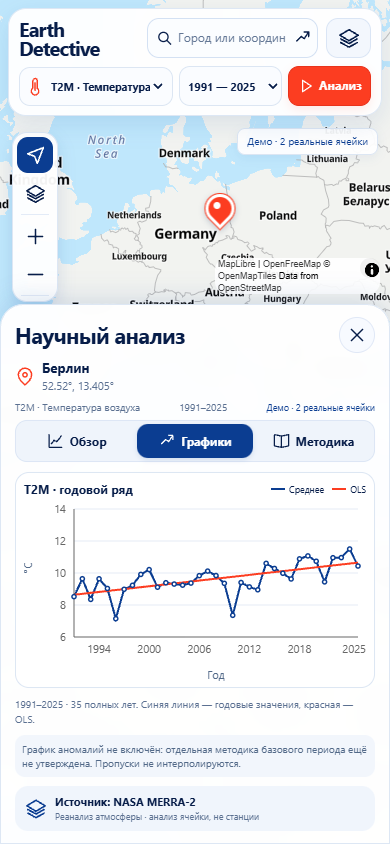 Earth
Detective
Город или координ
T2M · Температура
1991 — 2025
Анализ
North
Sea
Denmark
Демо · 2 реальные ячейки
Lithuania
Belarus
Беларусь
Netherlands
Poland
Germany
Luxembourg
Czechia
MapLibre | OpenFreeMap ©
OpenMapTiles Data from
OpenStreetMap
Austria
Switzerland
Hungary
Научный анализ
Берлин
52.52°, 13.405°
T2M · Температура воздуха
1991–2025
Демо · 2 реальные ячейки
Обзор
Графики
Методика
T2M · годовой ряд
Среднее
OLS
14
12
10
8
6
°C
1994
2000
2006
2012
2018
2025
Год
1991–2025 · 35 полных лет. Синяя линия — годовые значения, красная —
OLS.
График аномалий не включён: отдельная методика базового периода ещё
не утверждена. Пропуски не интерполируются.
Источник: NASA MERRA-2
Реанализ атмосферы · анализ ячейки, не станции